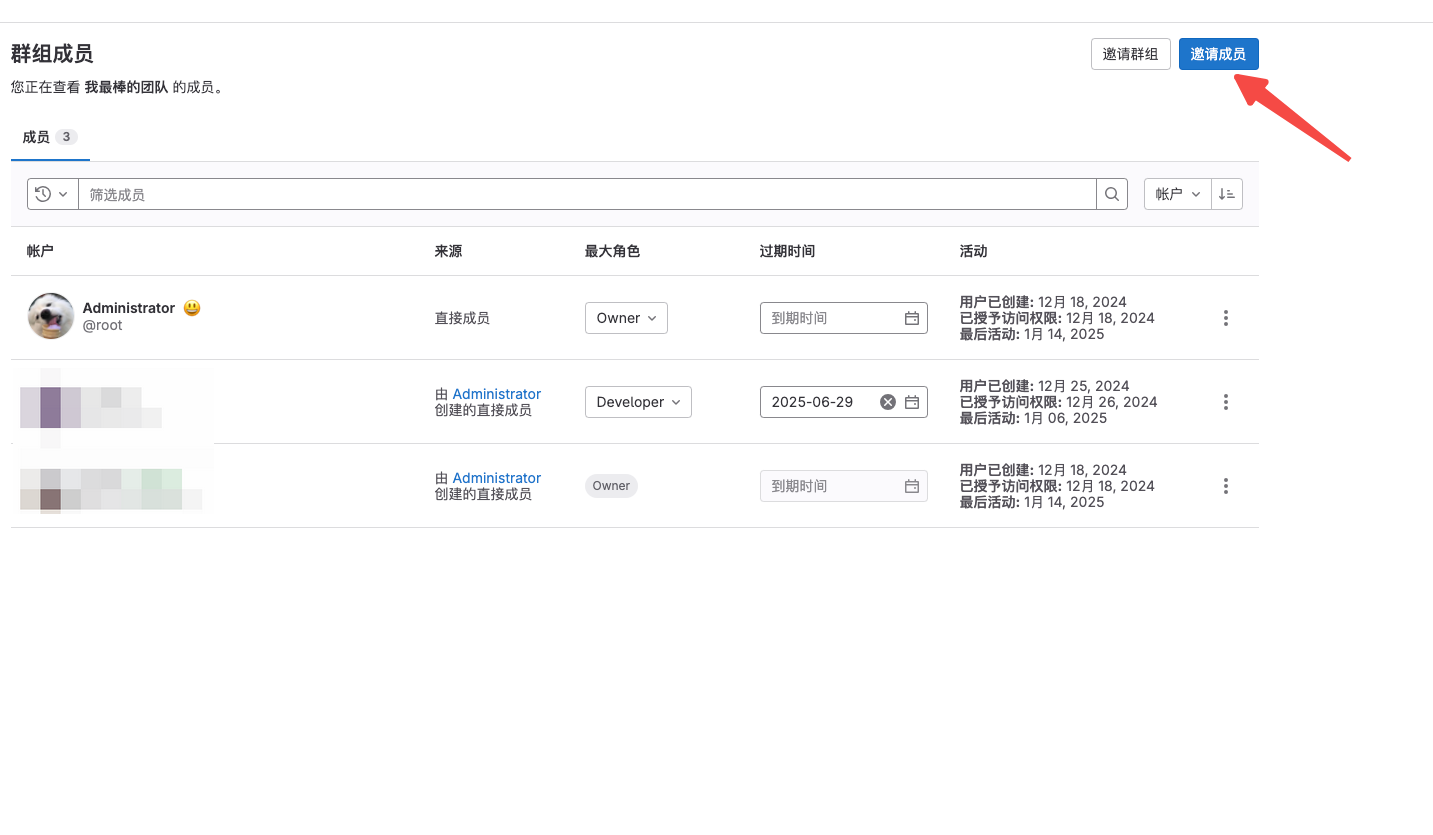 群组成员
邀请群组
邀请成员
您正在查看 我最棒的团队 的成员。
成员 3
筛选成员
帐户
帐户
来源
最大角色
过期时间
活动
Administrator 😃
@root
直接成员
Owner
到期时间
用户已创建: 12月 18, 2024
已授予访问权限: 12月 18, 2024
最后活动: 1月 14, 2025
由 Administrator
创建的直接成员
Developer
2025-06-29
用户已创建: 12月 25, 2024
已授予访问权限: 12月 26, 2024
最后活动: 1月 06, 2025
由 Administrator
创建的直接成员
Owner
到期时间
用户已创建: 12月 18, 2024
已授予访问权限: 12月 18, 2024
最后活动: 1月 14, 2025